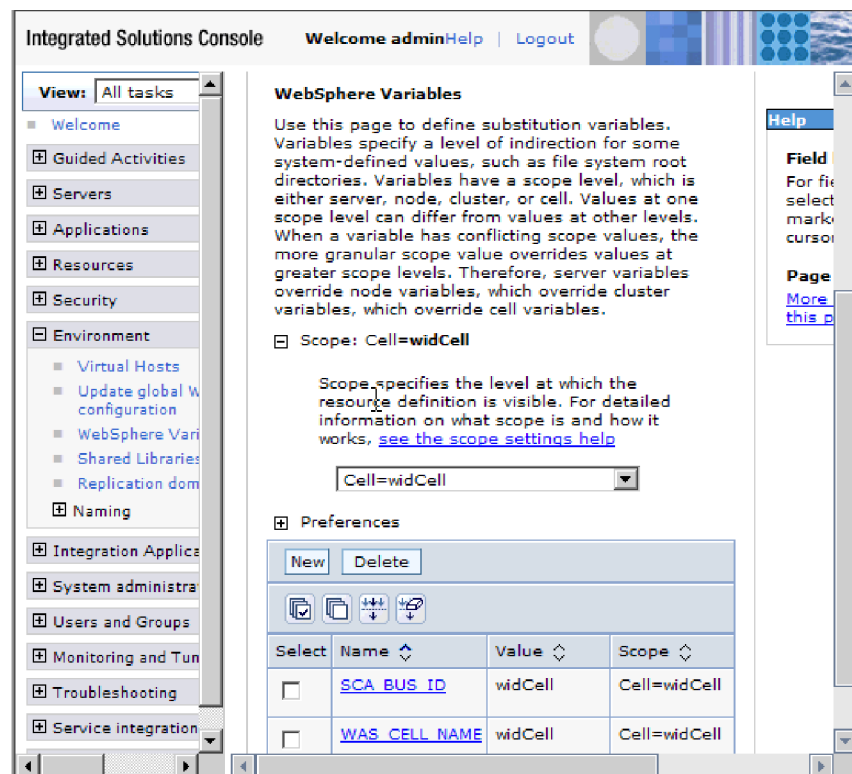 Integrated Solutions Console Welcome admin Help | Logout
View: All tasks
Welcome
Guided Activities
Servers
Applications
Resources
Security
Environment
Virtual Hosts
Update global W
configuration
WebSphere Vari
Shared Libraries
Replication dom
Naming
Integration Applica
System administra
Users and Groups
Monitoring and Tun
Troubleshooting
Service integration
WebSphere Variables
Use this page to define substitution variables.
Variables specify a level of indirection for some
system-defined values, such as file system root
directories. Variables have a scope level, which is
either server, node, cluster, or cell. Values at one
scope level can differ from values at other levels.
When a variable has conflicting scope values, the
more granular scope value overrides values at
greater scope levels. Therefore, server variables
override node variables, which override cluster
variables, which override cell variables.
Scope: Cell=widCell
Scope specifies the level at which the
resource definition is visible. For detailed
information on what scope is and how it
works, see the scope settings help
Cell=widCell
Preferences
New Delete
Select Name Value Scope
SCA_BUS_ID widCell Cell=widCell
WAS_CELL_NAME widCell Cell=widCell
Help
Field
For fie
select
mark
curso
Page
More
this p